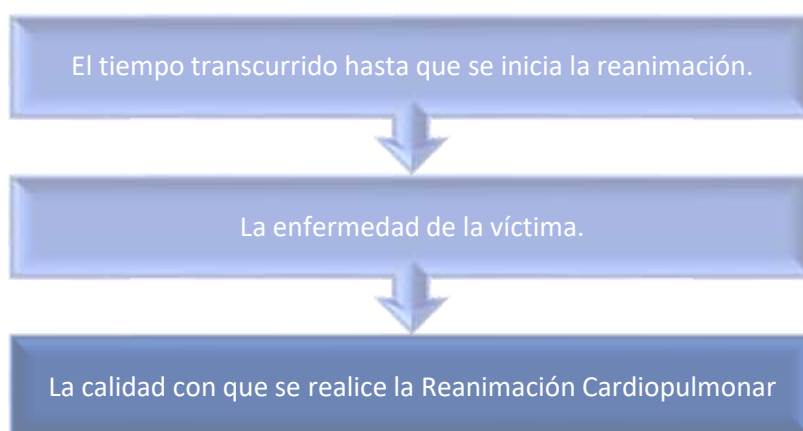 El tiempo transcurrido hasta que se inicia la reanimación.
La enfermedad de la víctima.
La calidad con que se realice la Reanimación Cardiopulmonar